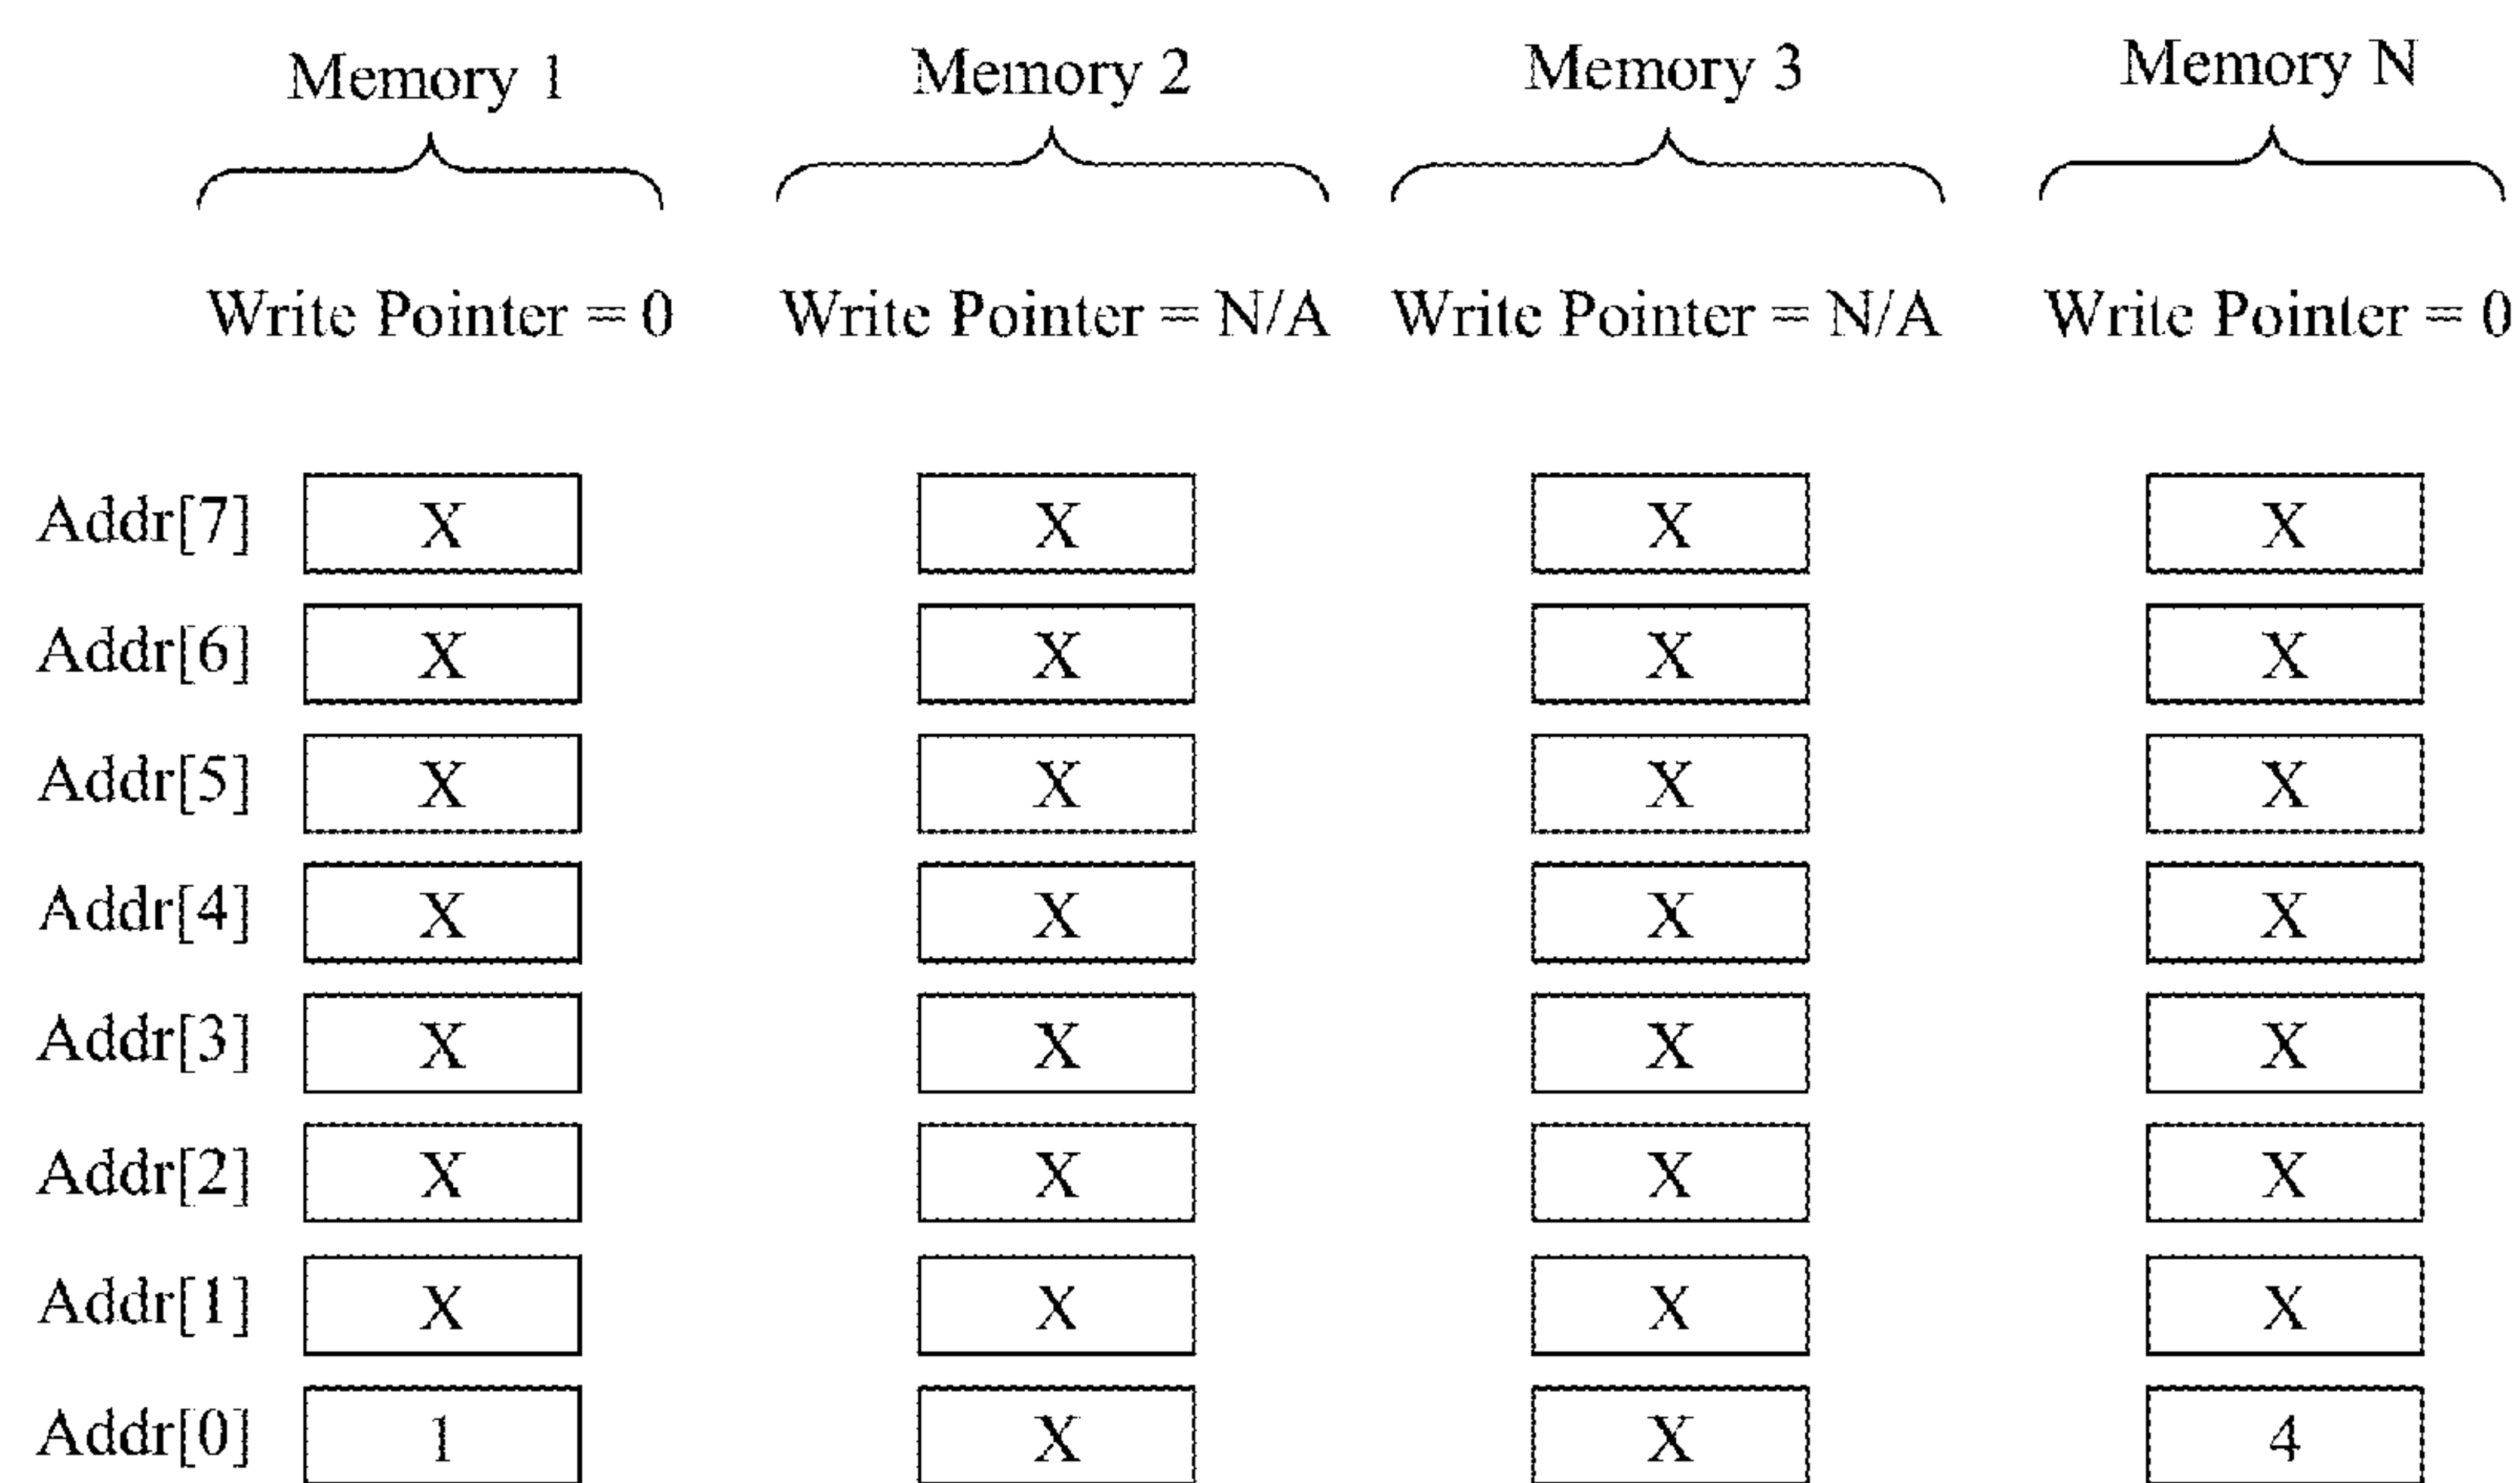 Memory 1 Memory 2 Memory 3 Memory N
Write Pointer = 0 Write Pointer = N/A Write Pointer = N/A Write Pointer = 0
Addr[7] X X X X
Addr[6] X X X X
Addr[5] X X X X
Addr[4] X X X X
Addr[3] X X X X
Addr[2] X X X X
Addr[1] X X X X
Addr[0] 1 X X 4